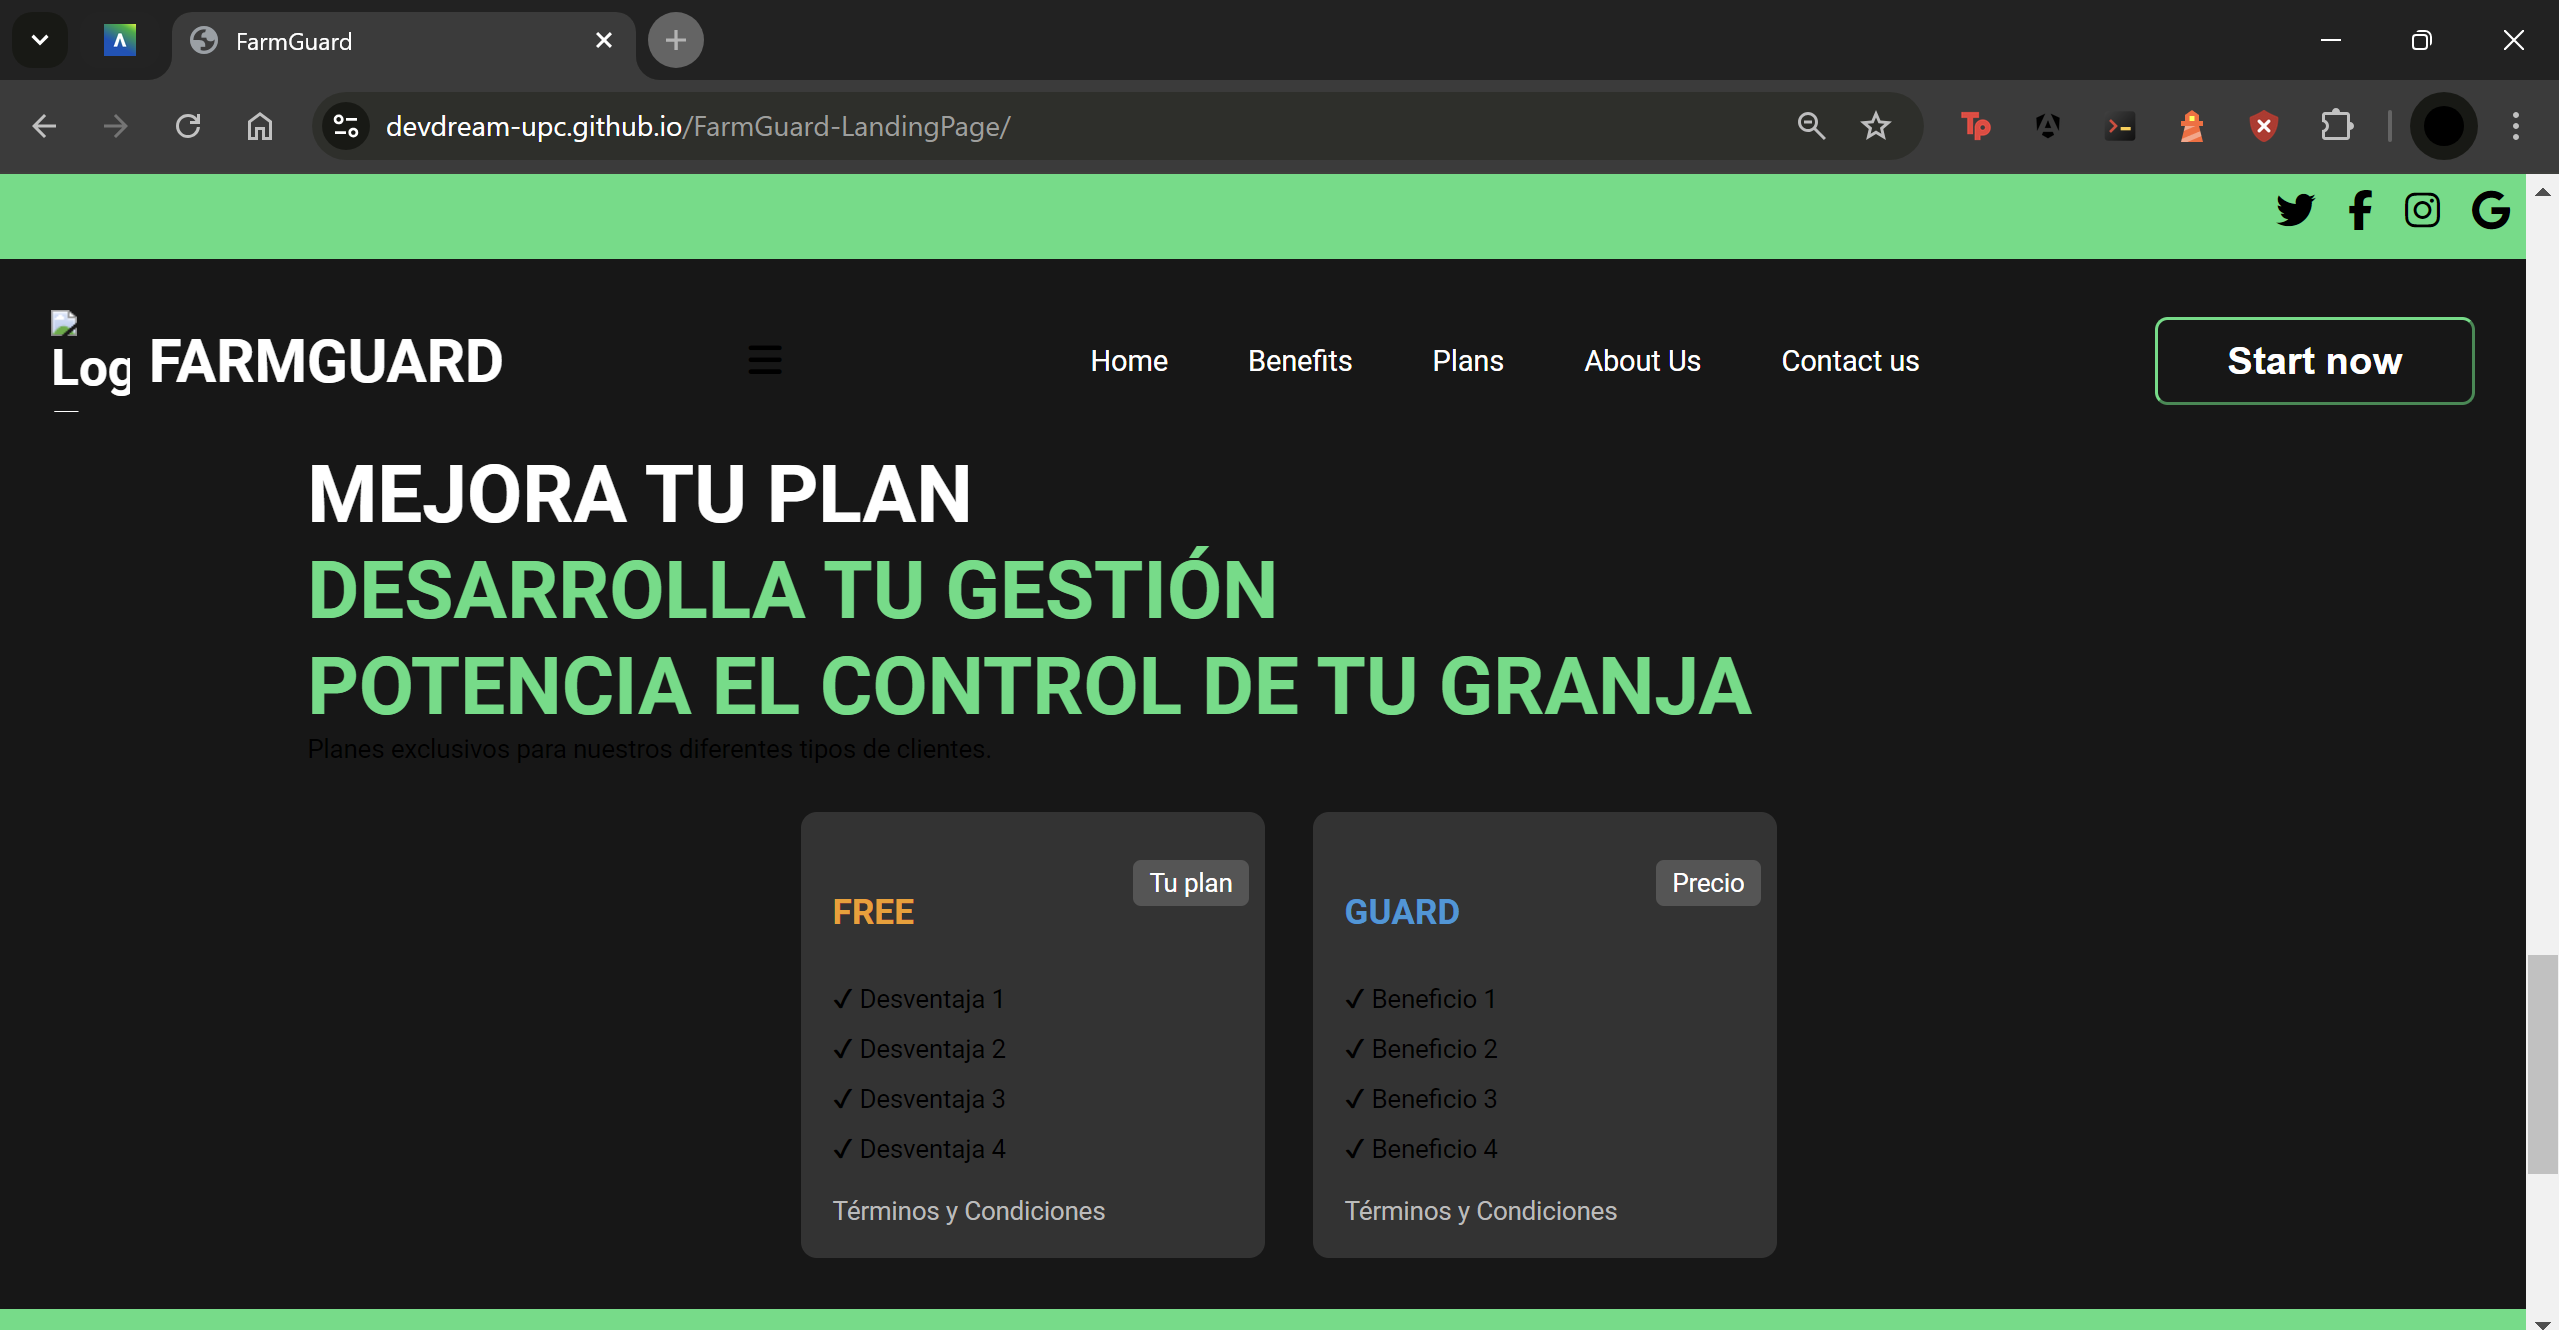 FarmGuard
devdream-upc.github.io/FarmGuard-LandingPage/
Log FARMGUARD
Home Benefits Plans About Us Contact us
Start now
MEJORA TU PLAN
DESARROLLA TU GESTIÓN
POTENCIA EL CONTROL DE TU GRANJA
Planes exclusivos para nuestros diferentes tipos de clientes.
Tu plan
FREE
✓ Desventaja 1
✓ Desventaja 2
✓ Desventaja 3
✓ Desventaja 4
Términos y Condiciones
Precio
GUARD
✓ Beneficio 1
✓ Beneficio 2
✓ Beneficio 3
✓ Beneficio 4
Términos y Condiciones